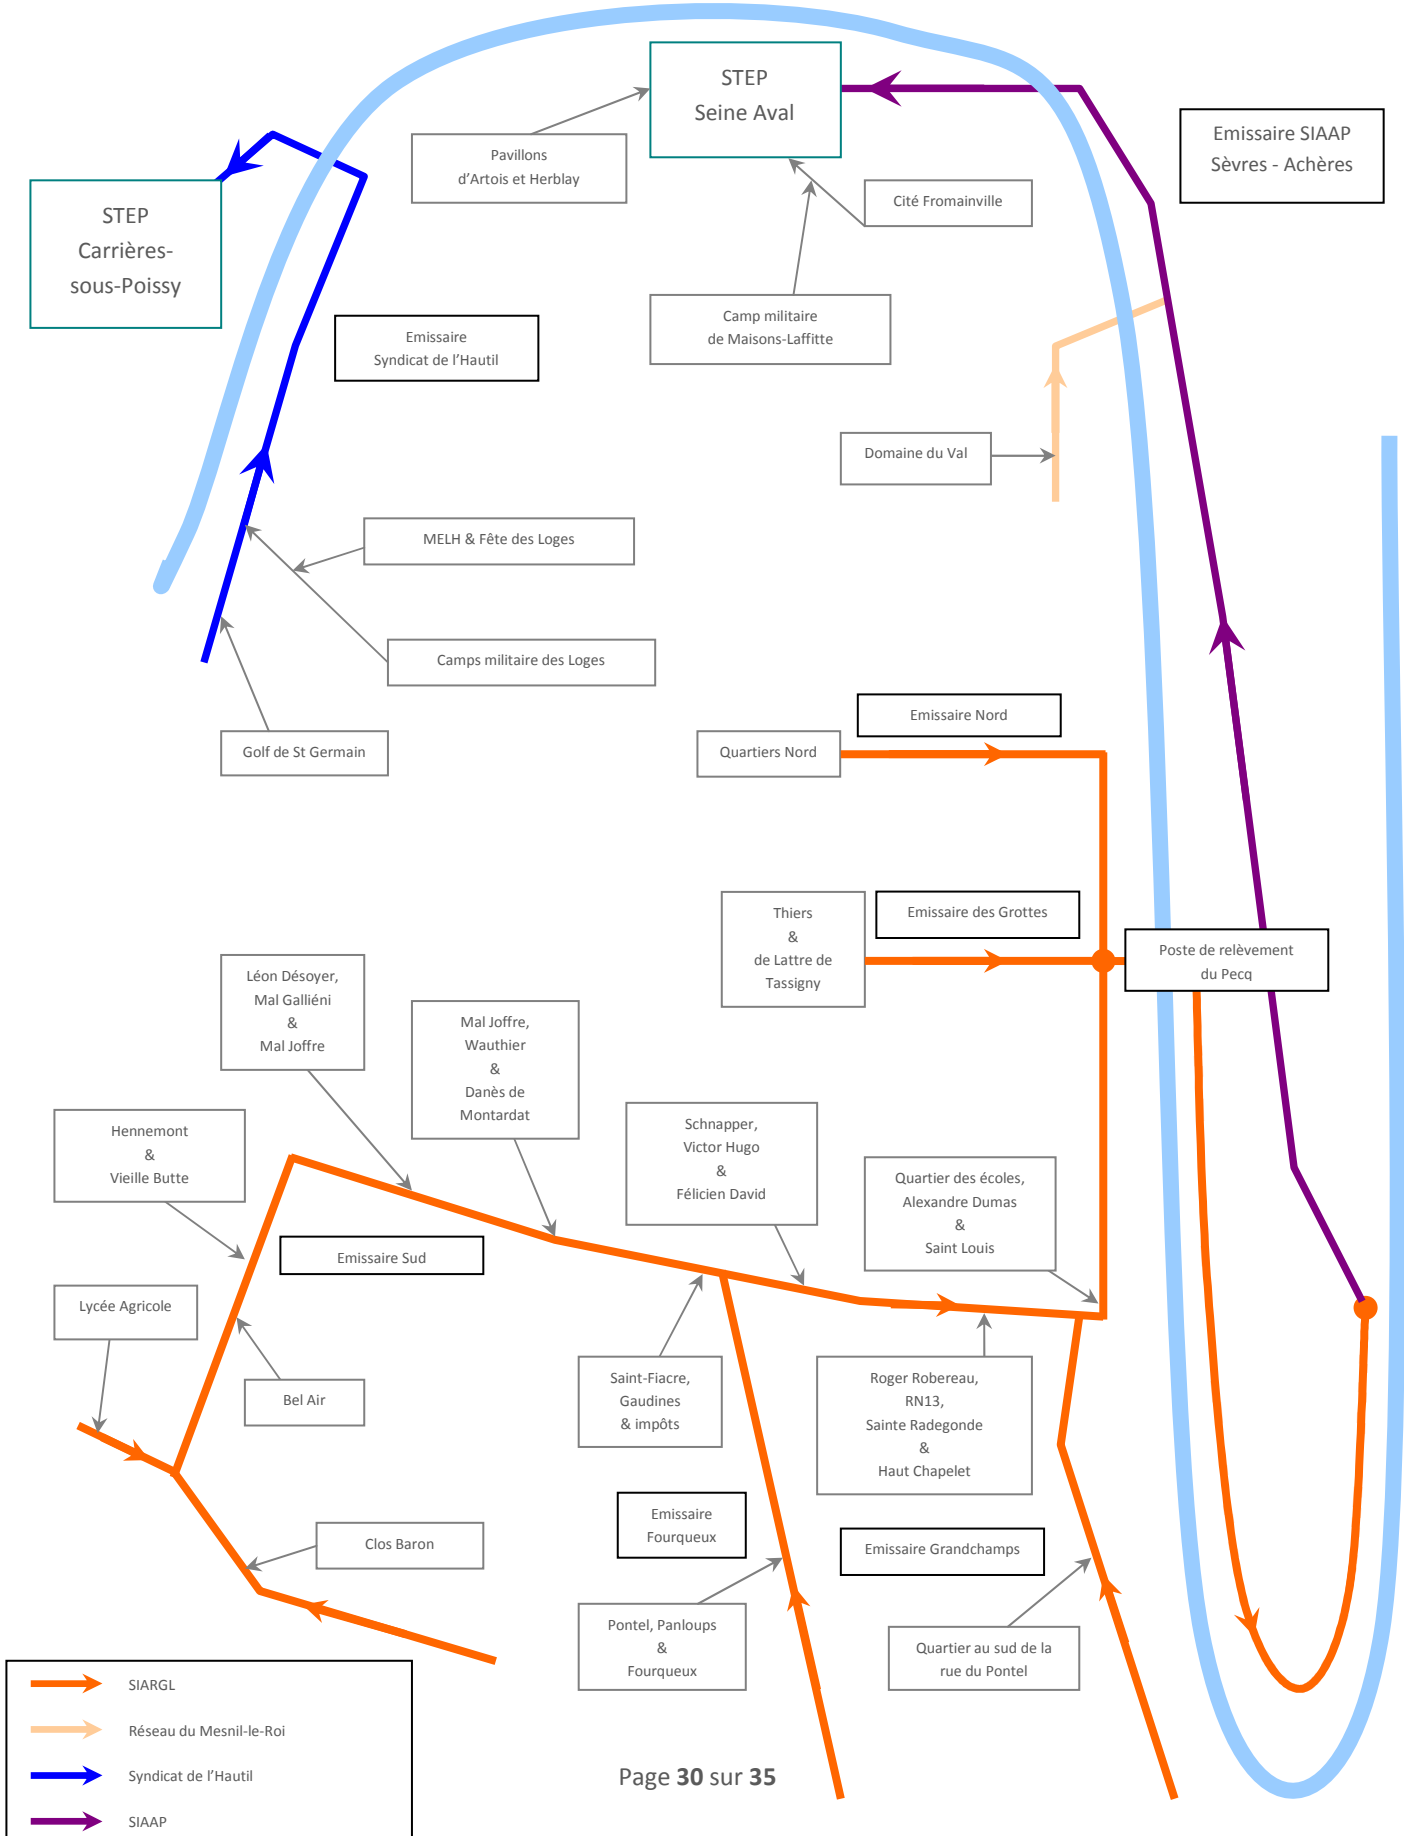 STEP
Seine Aval
Emissaire SIAAP
Sèvres - Achères
Pavillons
d'Artois et Herblay
STEP
Carrières-
sous-Poissy
Cité Fromainville
Emissaire
Syndicat de l'Hautil
Camp militaire
de Maisons-Laffitte
Domaine du Val
MELH & Fête des Loges
Camps militaire des Loges
Emissaire Nord
Golf de St Germain
Quartiers Nord
Thiers
&
de Lattre de
Tassigny
Emissaire des Grottes
Poste de relèvement
du Pecq
Léon Désoyer,
Mal Galliéni
&
Mal Joffre
Mal Joffre,
Wauthier
&
Danès de
Montardat
Hennemont
&
Vieille Butte
Schnapper,
Victor Hugo
&
Félicien David
Quartier des écoles,
Alexandre Dumas
&
Saint Louis
Emissaire Sud
Lycée Agricole
Bel Air
Saint-Fiacre,
Gaudines
& impôts
Roger Robereau,
RN13,
Sainte Radegonde
&
Haut Chapelet
Emissaire
Fourqueux
Clos Baron
Emissaire Grandchamps
Pontel, Panloups
&
Fourqueux
Quartier au sud de la
rue du Pontel
SIARGL
Réseau du Mesnil-le-Roi
Syndicat de l'Hautil
SIAAP
Page 30 sur 35